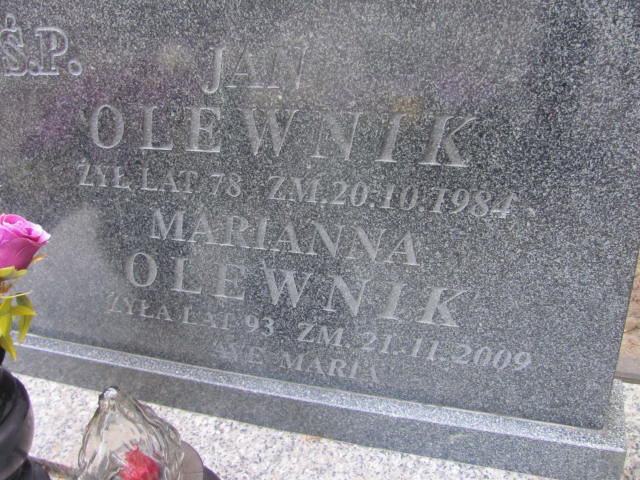 Ś.P.
JAN
OLEWNIK
ŻYŁ LAT 78 ZM. 20.10.1984
MARIANNA
OLEWNIK
ŻYŁA LAT 93 ZM. 21.11.2009
AVE MARIA